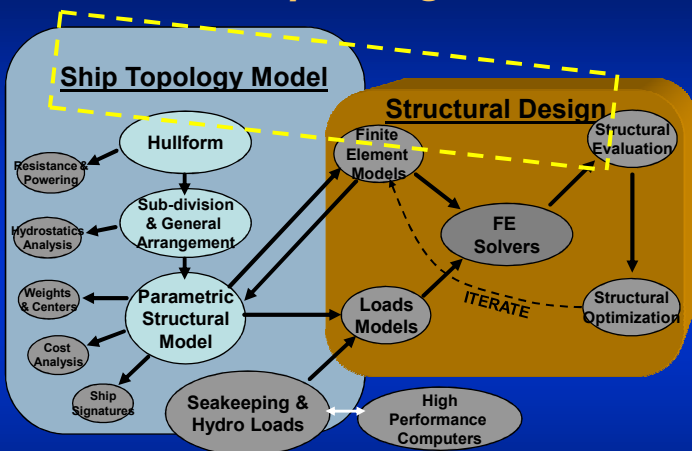 Ship Topology Model
Structural Design
Hullform
Resistance &
Powering
Sub-division
& General
Arrangement
Hydrostatics
Analysis
Parametric
Structural
Model
Weights
& Centers
Cost
Analysis
Ship
Signatures
Finite
Element
Models
Structural
Evaluation
FE
Solvers
Loads
Models
ITERATE
Structural
Optimization
Seakeeping &
Hydro Loads
High
Performance
Computers